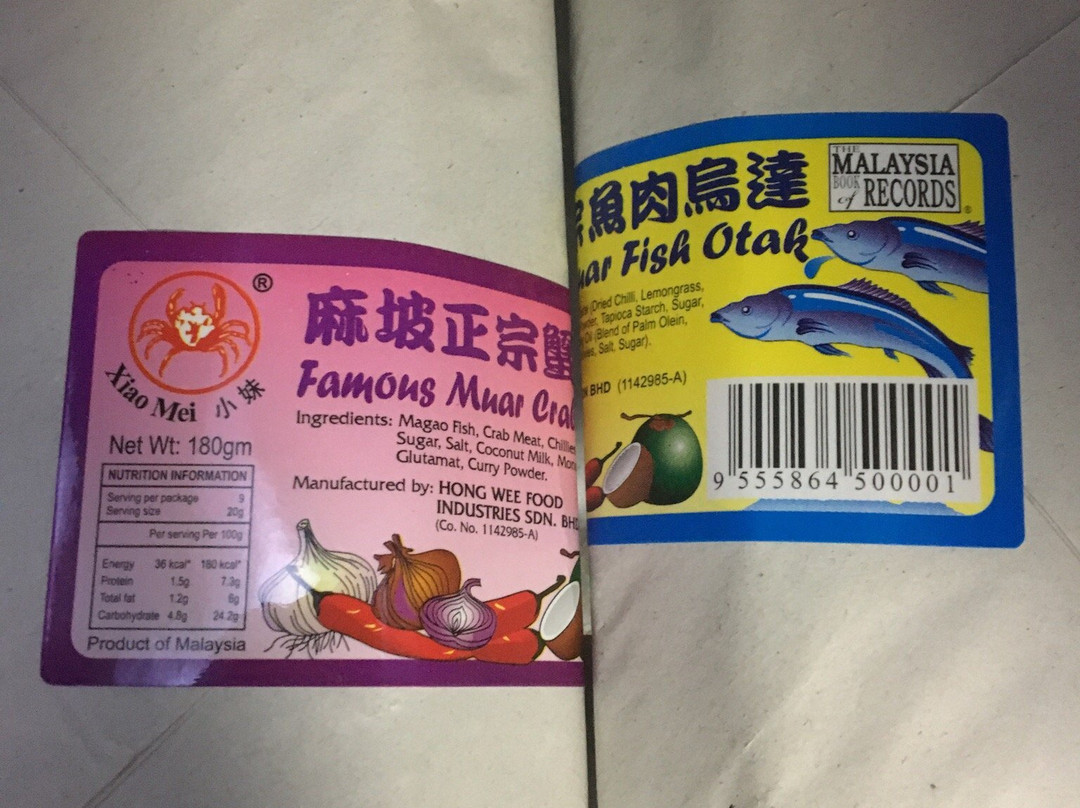 ®
Xiao Mei 小妹
Net Wt: 180gm
NUTRITION INFORMATION
Serving per package 9
Serving size 20g
Per serving Per 100g
Energy 36 kcal* 180 kcal*
Protein 1.5g 7.3g
Total fat 1.2g 6g
Carbohydrate 4.8g 24.2g
Product of Malaysia
麻坡正宗蟹
Famous Muar
Ingredients: Magao Fish, Crab Meat, Chillies
Sugar, Salt, Coconut Milk,
Glutamat, Curry Powder.
Manufactured by: HONG WEE FOOD
INDUSTRIES SDN. BHD
(Co. No. 1142985-A)
魚肉烏達
Fish Otak
THE
MALAYSIA
BOOK
of RECORDS
®
(Dried Chilli, Lemongrass,
Tapioca Starch, Sugar,
Oil (Blend of Palm Olein,
Salt, Sugar).
BHD (1142985-A)
9 555864 500001